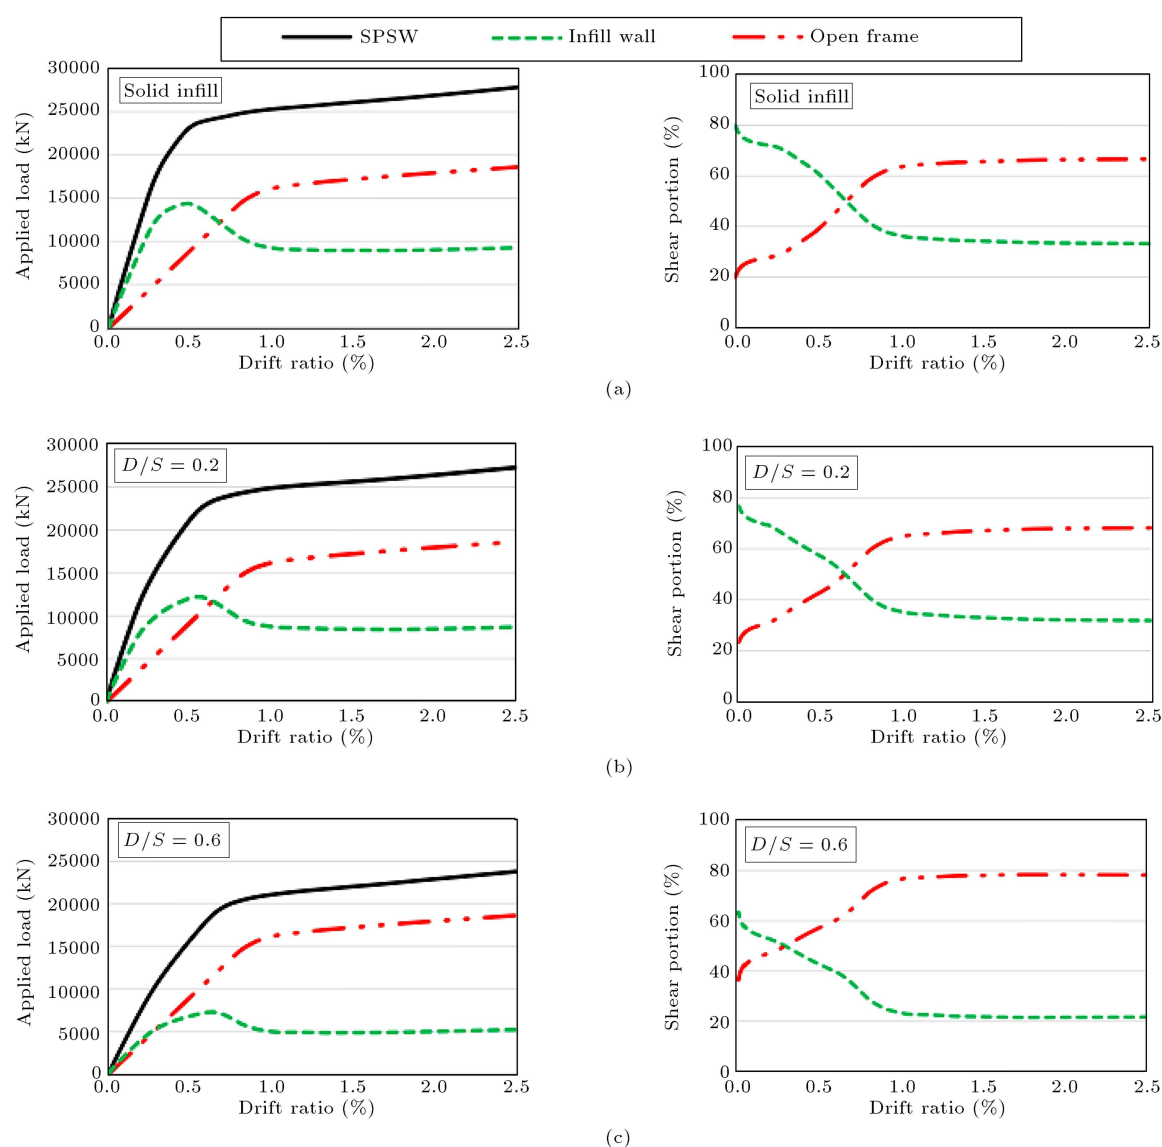 SPSW Infill wall Open frame
30000
25000
20000
15000
10000
5000
0
Applied load (kN)
Solid infill
0.0 0.5 1.0 1.5 2.0 2.5
Drift ratio (%)
100
80
60
40
20
0
Shear portion (%)
Solid infill
0.0 0.5 1.0 1.5 2.0 2.5
Drift ratio (%)
(a)
30000
25000
20000
15000
10000
5000
0
Applied load (kN)
D/S = 0.2
0.0 0.5 1.0 1.5 2.0 2.5
Drift ratio (%)
100
80
60
40
20
0
Shear portion (%)
D/S = 0.2
0.0 0.5 1.0 1.5 2.0 2.5
Drift ratio (%)
(b)
30000
25000
20000
15000
10000
5000
0
Applied load (kN)
D/S = 0.6
0.0 0.5 1.0 1.5 2.0 2.5
Drift ratio (%)
100
80
60
40
20
0
Shear portion (%)
D/S = 0.6
0.0 0.5 1.0 1.5 2.0 2.5
Drift ratio (%)
(c)